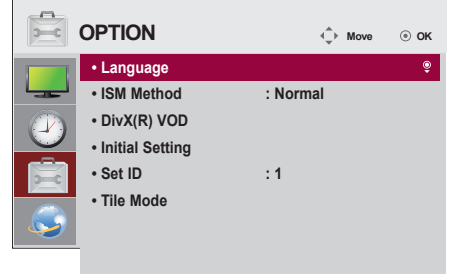 OPTION Move OK
• Language
• ISM Method : Normal
• DivX(R) VOD
• Initial Setting
• Set ID : 1
• Tile Mode